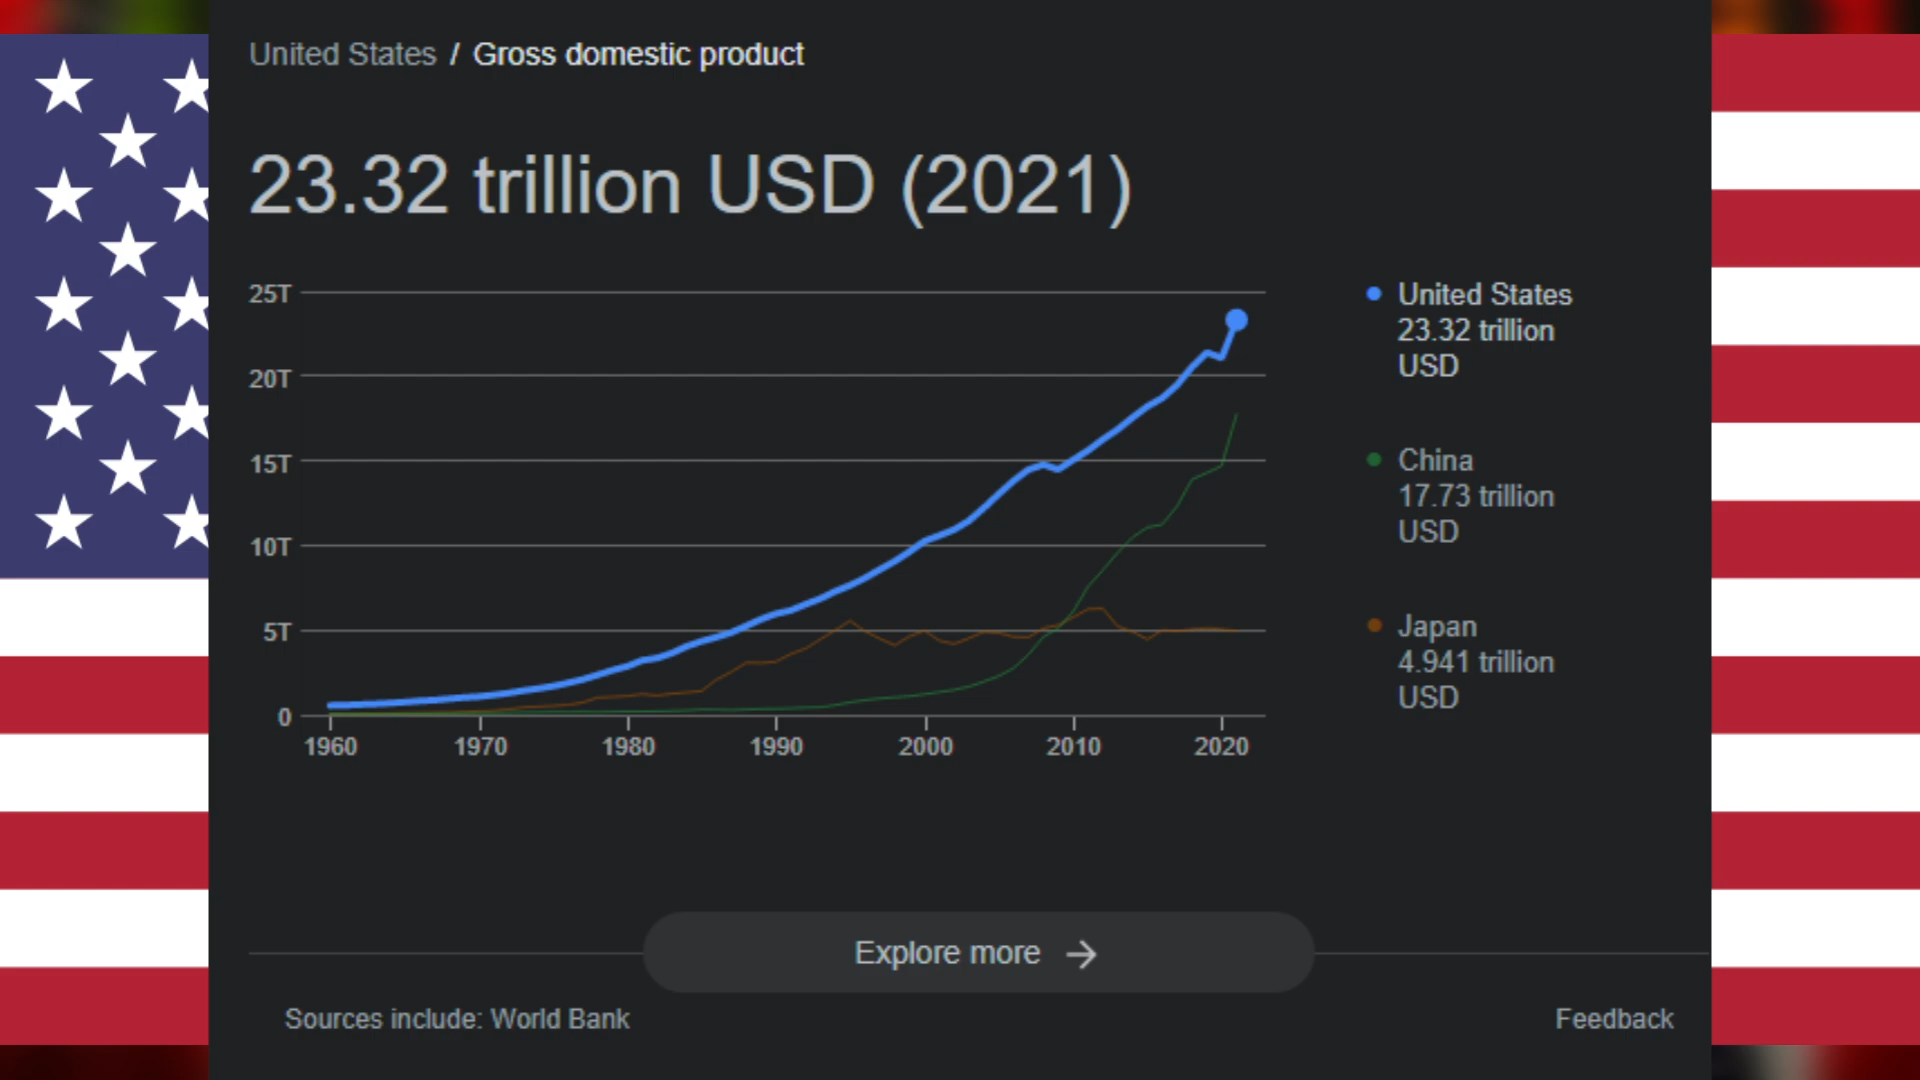 United States / Gross domestic product
23.32 trillion USD (2021)
25T
20T
15T
10T
5T
0
1960 1970 1980 1990 2000 2010 2020
United States
23.32 trillion
USD
China
17.73 trillion
USD
Japan
4.941 trillion
USD
Explore more →
Sources include: World Bank
Feedback